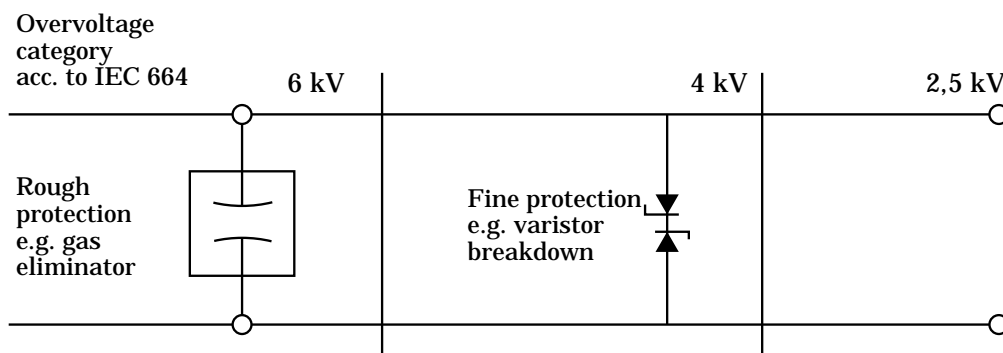 Overvoltage
category
acc. to IEC 664
6 kV
4 kV
2,5 kV
Rough
protection
e.g. gas
eliminator
Fine protection
e.g. varistor
breakdown